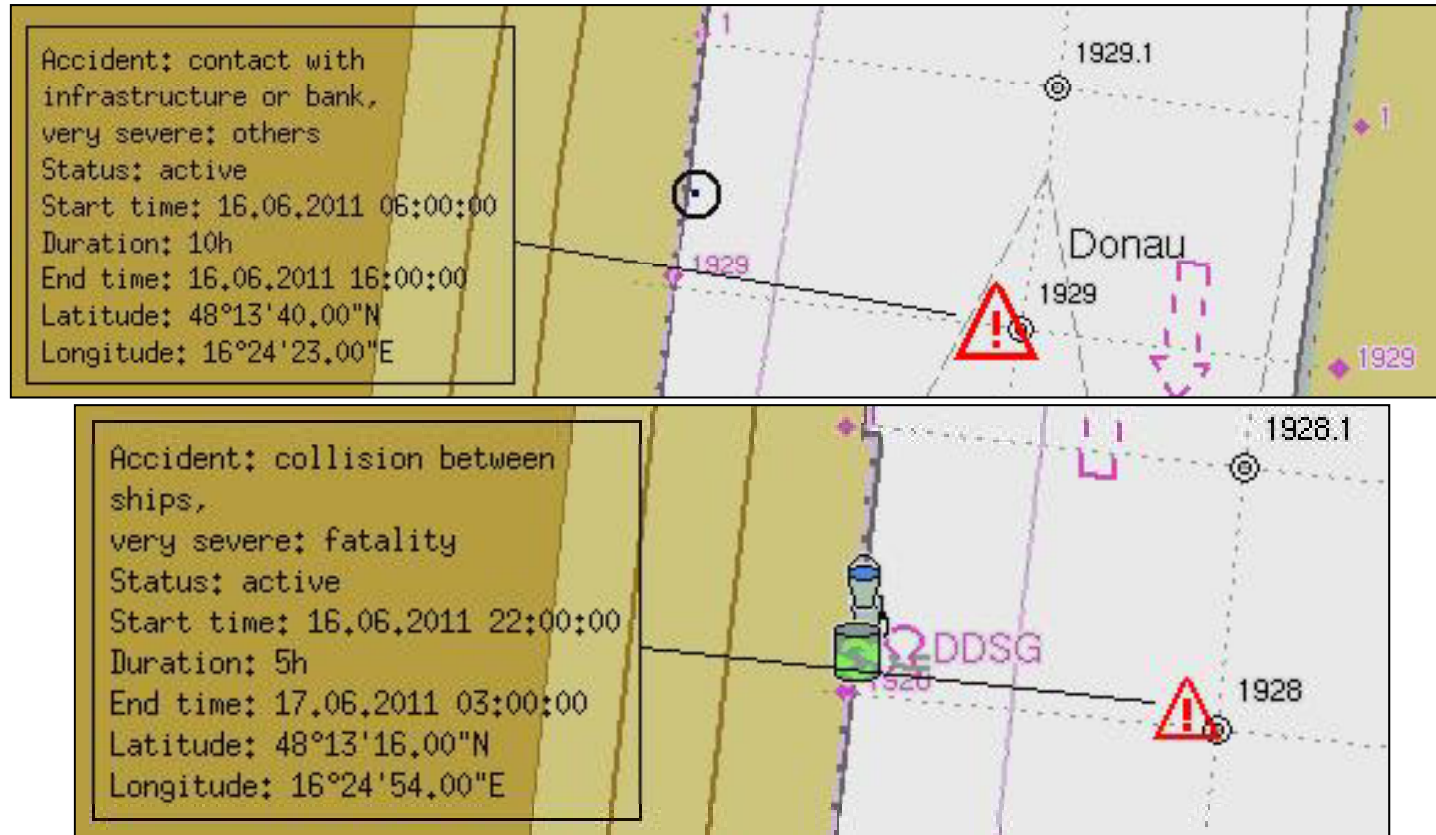 Accident: contact with
infrastructure or bank,
very severe: others
Status: active
Start time: 16.06.2011 06:00:00
Duration: 10h
End time: 16.06.2011 16:00:00
Latitude: 48°13'40.00"N
Longitude: 16°24'23.00"E
1
1929.1
1
Donau
1929
1929
1929
Accident: collision between
ships,
very severe: fatality
Status: active
Start time: 16.06.2011 22:00:00
Duration: 5h
End time: 17.06.2011 03:00:00
Latitude: 48°13'16.00"N
Longitude: 16°24'54.00"E
1928.1
DDSG
1928